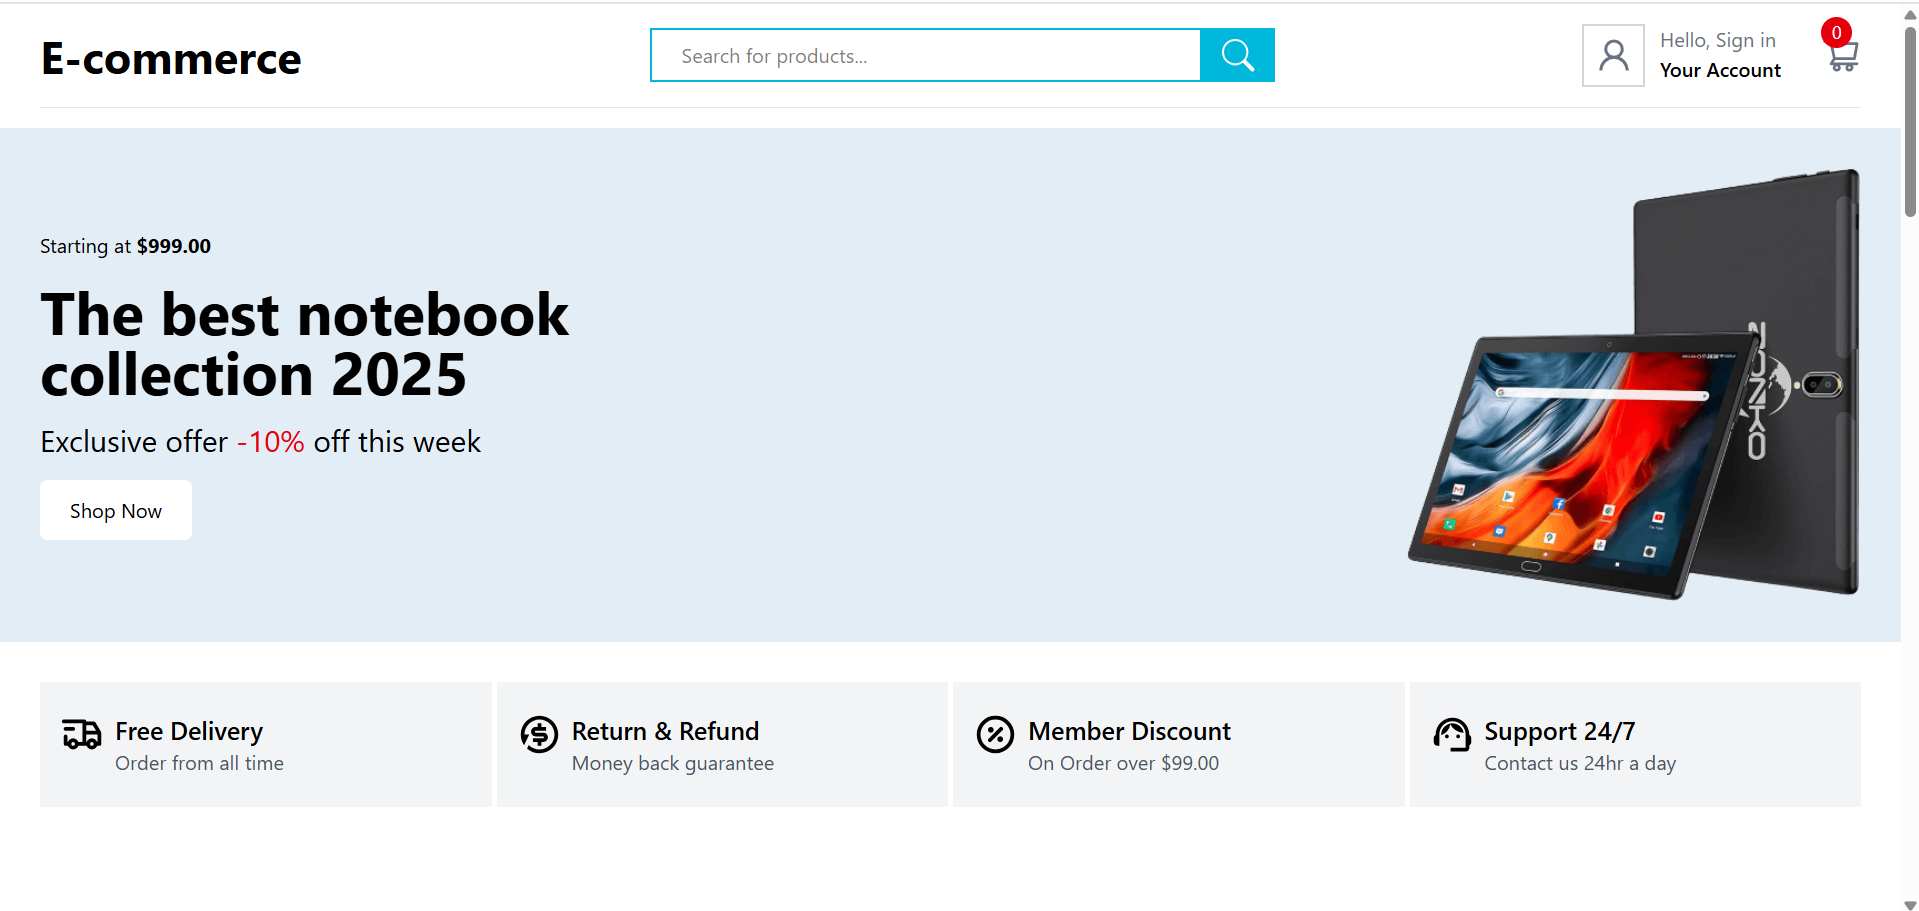 E-commerce
Search for products...
Hello, Sign in
Your Account
0
Starting at $999.00
The best notebook
collection 2025
Exclusive offer -10% off this week
Shop Now
Free Delivery
Order from all time
Return & Refund
Money back guarantee
Member Discount
On Order over $99.00
Support 24/7
Contact us 24hr a day